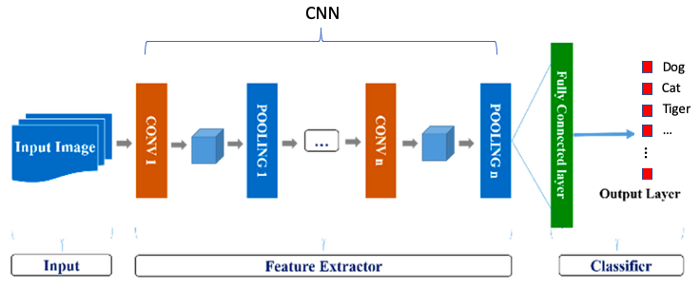 CNN
Input Image
CONV 1
POOLING 1
...
CONV n
POOLING n
Fully Connected layer
Dog
Cat
Tiger
...
Output Layer
Input
Feature Extractor
Classifier